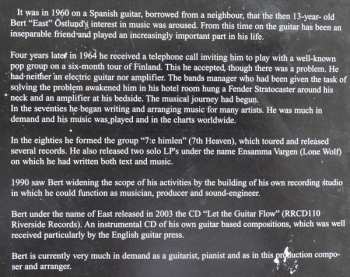 It was in 1960 on a Spanish guitar, borrowed from a neighbour, that the then 13-year old
Bert "East" Östlund's interest in music was aroused. From this time on the guitar has been an
inseparable friend and played an increasingly important part in his life.
Four years later in 1964 he received a telephone call inviting him to play with a well-known
pop group on a six-month tour of Finland. This he accepted, though there was a problem. He
had neither an electric guitar nor amplifier. The bands manager who had been given the task of
solving the problem awakened him in his hotel room hung a Fender Stratocaster around his
neck and an amplifier at his bedside. The musical journey had begun.
In the seventies he began writing and arranging music for many artists. He was much in
demand and his music was played and in the charts worldwide.
In the eighties he formed the group "7:e himlen" (7th Heaven), which toured and released
several records. He also released two solo LP's under the name Ensamma Vargen (Lone Wolf)
on which he had written both text and music.
1990 saw Bert widening the scope of his activities by the building of his own recording studio
in which he could function as musician, producer and sound-engineer.
Bert under the name of East released in 2003 the CD "Let the Guitar Flow" (RRCD110
Riverside Records). An instrumental CD of his own guitar based compositions, which was well
received particularly by the English guitar press.
Bert is currently very much in demand as a guitarist, pianist and as in this production compo-
ser and arranger.